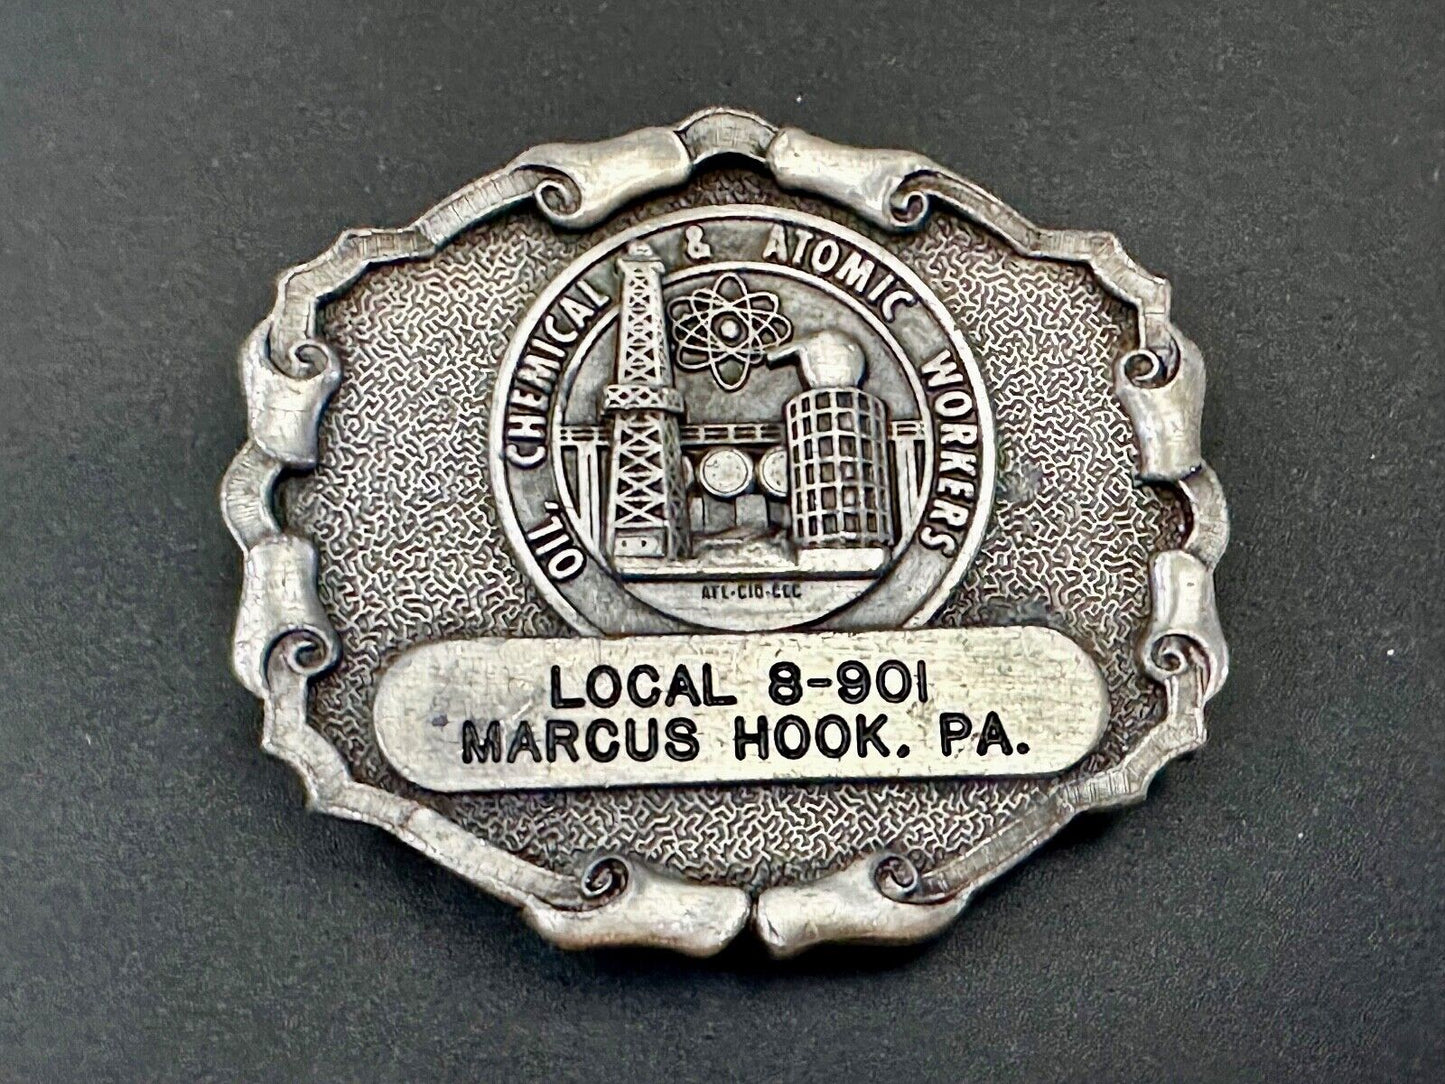 OIL, CHEMICAL & ATOMIC WORKERS
AFL-CIO-CLC
LOCAL 8-901
MARCUS HOOK. PA.